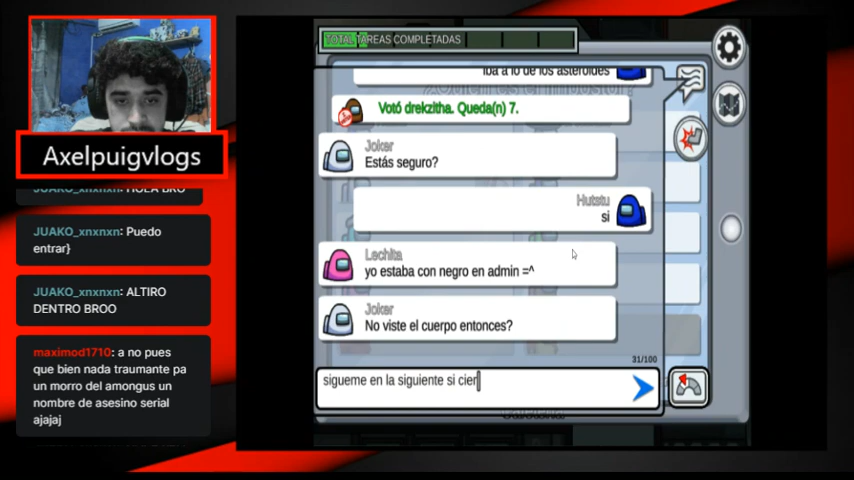 TOTAL TAREAS COMPLETADAS
iba a lo de los asteroides
Votó drekzitha. Queda(n) 7.
Joker
Estás seguro?
Hutstu
si
Lechita
yo estaba con negro en admin =^
Joker
No viste el cuerpo entonces?
31/100
sigueme en la siguiente si cier
Axelpuigvlogs
JUAKO_xnxnxn: HOLA BRO
JUAKO_xnxnxn: Puedo
entrar}
JUAKO_xnxnxn: ALTIRO
DENTRO BROO
maximod1710: a no pues
que bien nada traumante pa
un morro del amongus un
nombre de asesino serial
ajajaj